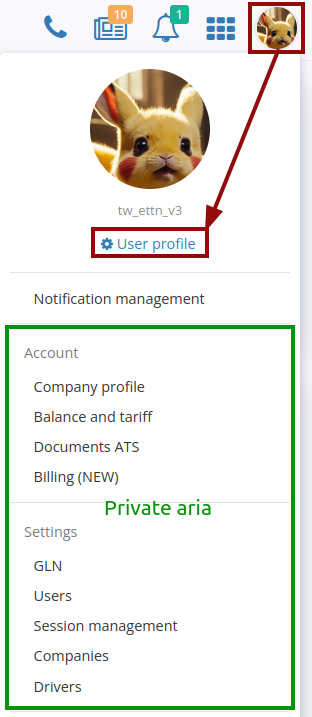 10
1
tw_ettn_v3
User profile
Notification management
Account
Company profile
Balance and tariff
Documents ATS
Billing (NEW)
Private aria
Settings
GLN
Users
Session management
Companies
Drivers